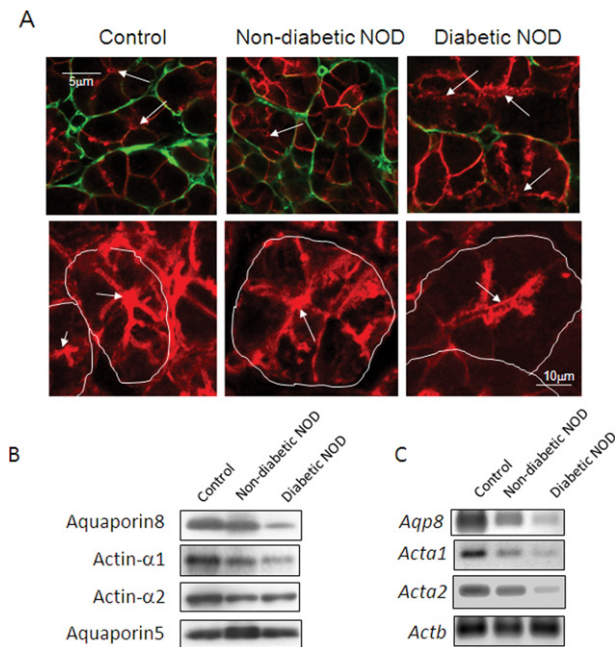 A
Control Non-diabetic NOD Diabetic NOD
5μm
10μm
B
Control
Non-diabetic NOD
Diabetic NOD
Aquaporin8
Actin-α1
Actin-α2
Aquaporin5
C
Control
Non-diabetic NOD
Diabetic NOD
Aqp8
Acta1
Acta2
Actb